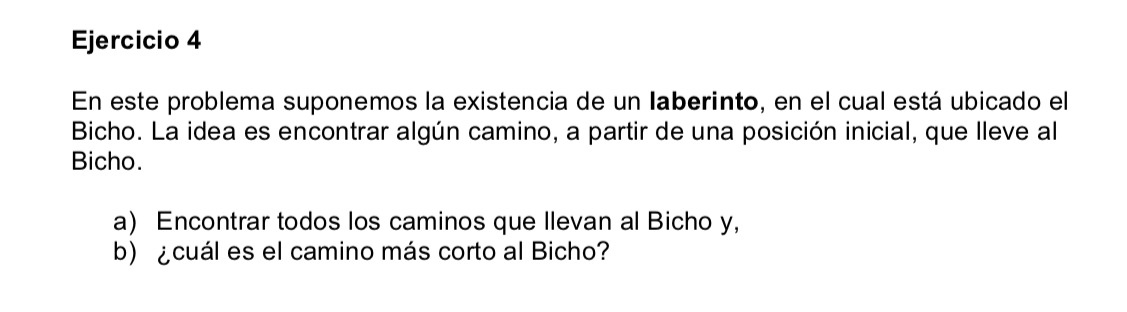 Ejercicio 4
En este problema suponemos la existencia de un laberinto, en el cual está ubicado el
Bicho. La idea es encontrar algún camino, a partir de una posición inicial, que lleve al
Bicho.
a) Encontrar todos los caminos que llevan al Bicho y,
b) ¿cuál es el camino más corto al Bicho?